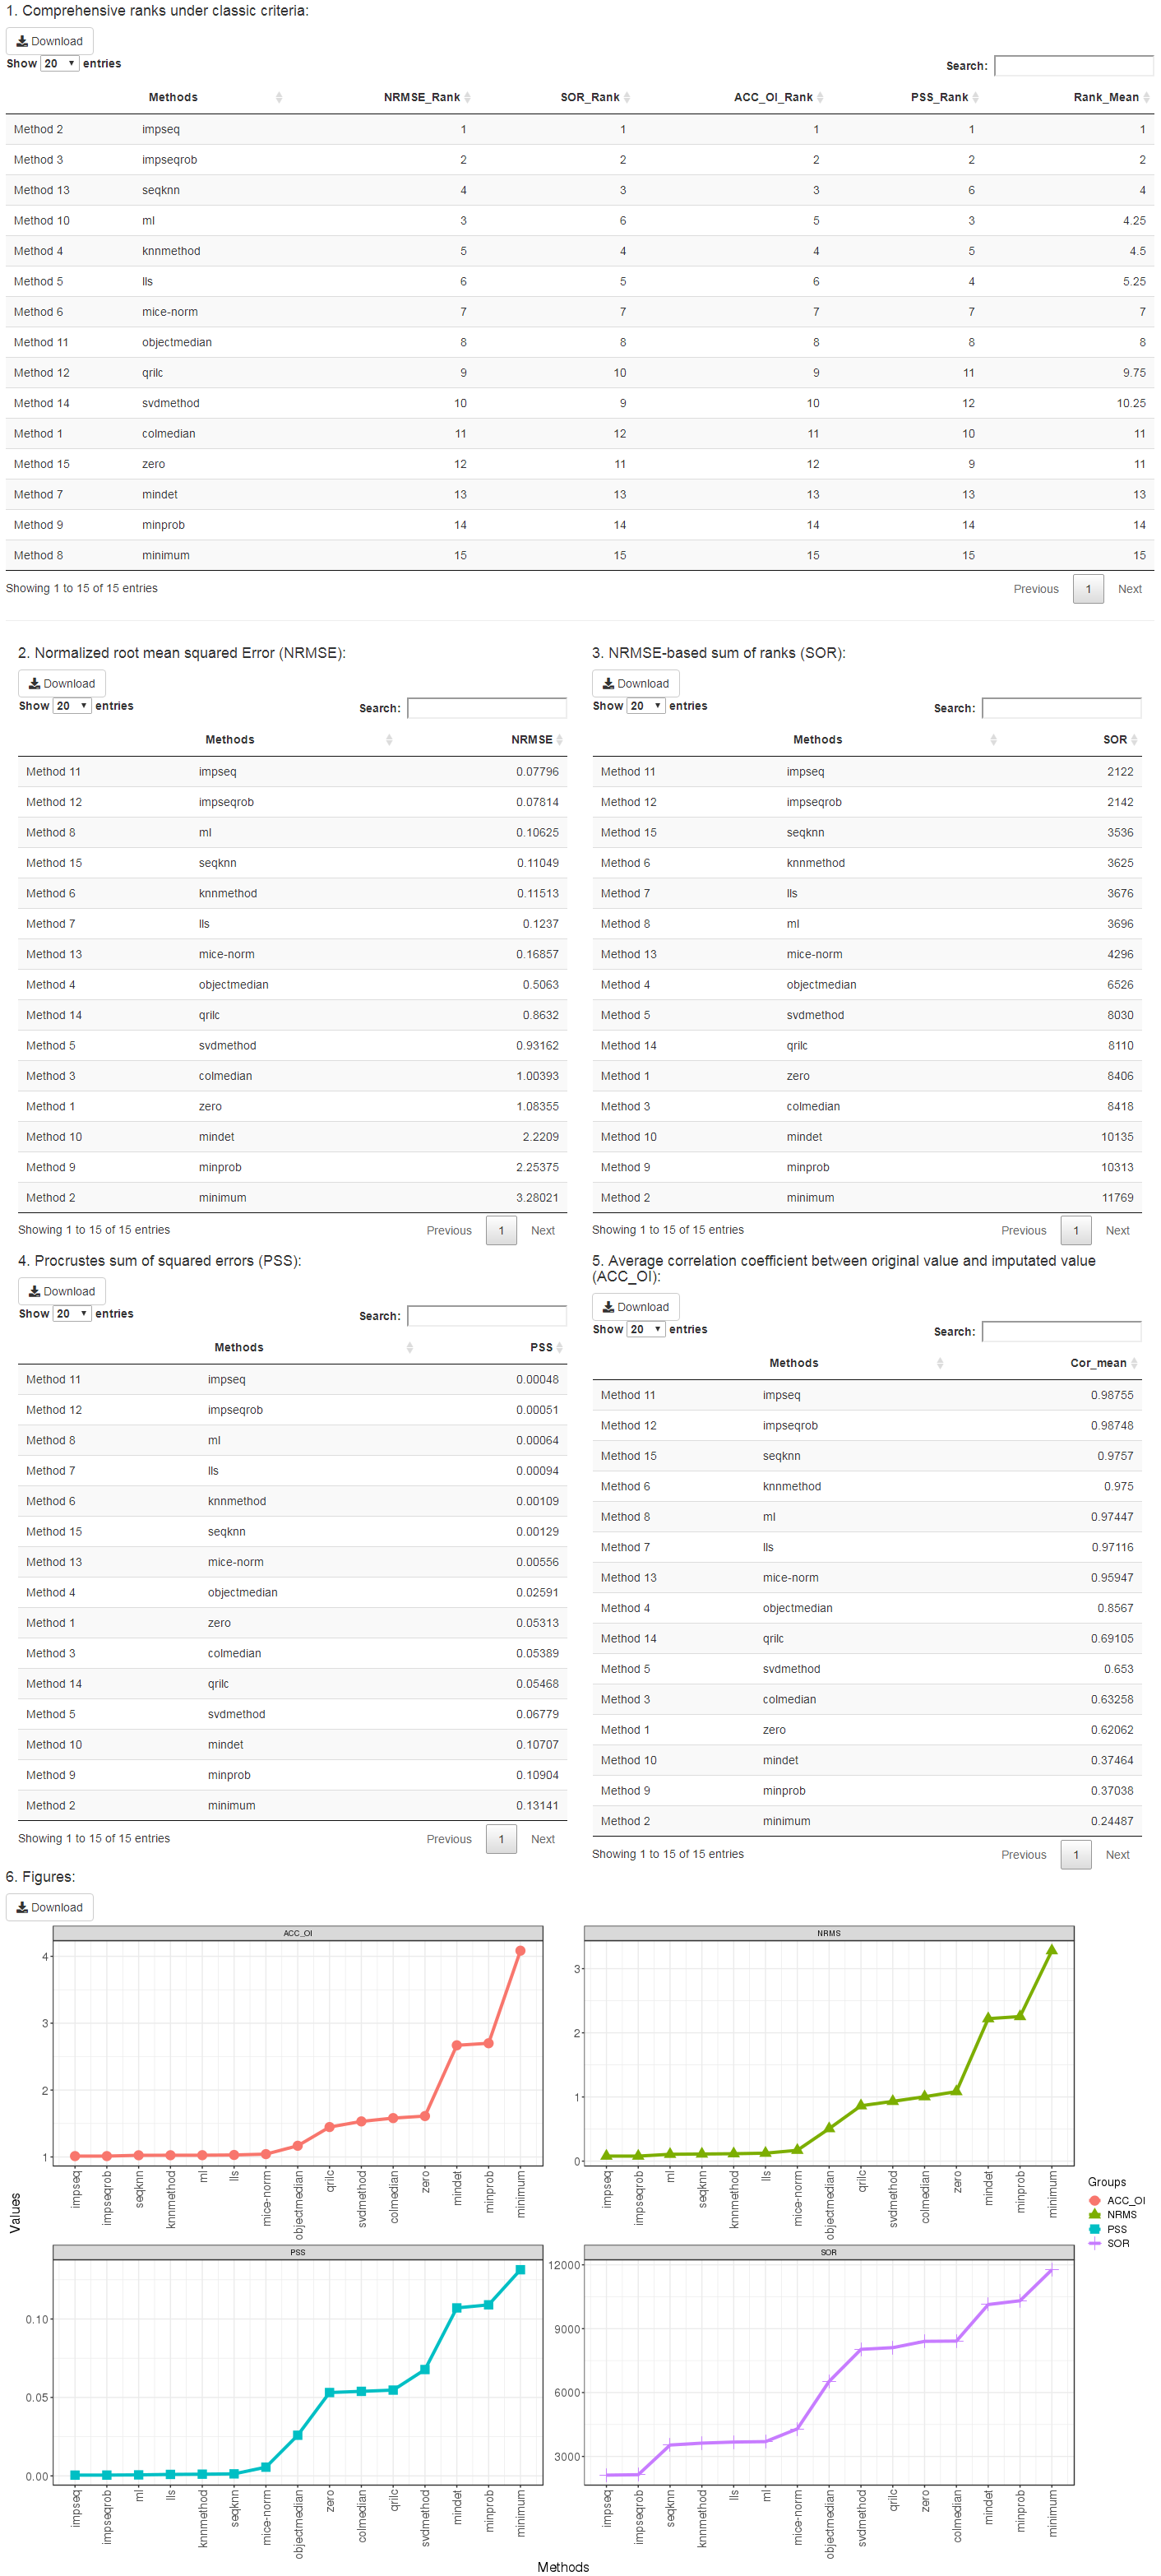 1. Comprehensive ranks under classic criteria:
Download
Show 20 entries
Search:
Methods NRMSE_Rank SOR_Rank ACC_OI_Rank PSS_Rank Rank_Mean
Method 2 impseq 1 1 1 1 1
Method 3 impseqrob 2 2 2 2 2
Method 13 seqknn 4 3 3 6 4
Method 10 ml 3 6 5 3 4.25
Method 4 knnmethod 5 4 4 5 4.5
Method 5 lls 6 5 6 4 5.25
Method 6 mice-norm 7 7 7 7 7
Method 11 objectmedian 8 8 8 8 8
Method 12 qrilc 9 10 9 11 9.75
Method 14 svdmethod 10 9 10 12 10.25
Method 1 colmedian 11 12 11 10 11
Method 15 zero 12 11 12 9 11
Method 7 mindet 13 13 13 13 13
Method 9 minprob 14 14 14 14 14
Method 8 minimum 15 15 15 15 15
Showing 1 to 15 of 15 entries
Previous 1 Next
2. Normalized root mean squared Error (NRMSE):
Download
Show 20 entries
Search:
Methods NRMSE
Method 11 impseq 0.07796
Method 12 impseqrob 0.07814
Method 8 ml 0.10625
Method 15 seqknn 0.11049
Method 6 knnmethod 0.11513
Method 7 lls 0.1237
Method 13 mice-norm 0.16857
Method 4 objectmedian 0.5063
Method 14 qrilc 0.8632
Method 5 svdmethod 0.93162
Method 3 colmedian 1.00393
Method 1 zero 1.08355
Method 10 mindet 2.2209
Method 9 minprob 2.25375
Method 2 minimum 3.28021
Showing 1 to 15 of 15 entries
Previous 1 Next
3. NRMSE-based sum of ranks (SOR):
Download
Show 20 entries
Search:
Methods SOR
Method 11 impseq 2122
Method 12 impseqrob 2142
Method 15 seqknn 3536
Method 6 knnmethod 3625
Method 7 lls 3676
Method 8 ml 3696
Method 13 mice-norm 4296
Method 4 objectmedian 6526
Method 5 svdmethod 8030
Method 14 qrilc 8110
Method 1 zero 8406
Method 3 colmedian 8418
Method 10 mindet 10135
Method 9 minprob 10313
Method 2 minimum 11769
Showing 1 to 15 of 15 entries
Previous 1 Next
4. Procrustes sum of squared errors (PSS):
Download
Show 20 entries
Search:
Methods PSS
Method 11 impseq 0.00048
Method 12 impseqrob 0.00051
Method 8 ml 0.00064
Method 7 lls 0.00094
Method 6 knnmethod 0.00109
Method 15 seqknn 0.00129
Method 13 mice-norm 0.00556
Method 4 objectmedian 0.02591
Method 1 zero 0.05313
Method 3 colmedian 0.05389
Method 14 qrilc 0.05468
Method 5 svdmethod 0.06779
Method 10 mindet 0.10707
Method 9 minprob 0.10904
Method 2 minimum 0.13141
Showing 1 to 15 of 15 entries
Previous 1 Next
5. Average correlation coefficient between original value and imputated value
(ACC_OI):
Download
Show 20 entries
Search:
Methods Cor_mean
Method 11 impseq 0.98755
Method 12 impseqrob 0.98748
Method 15 seqknn 0.9757
Method 6 knnmethod 0.975
Method 8 ml 0.97447
Method 7 lls 0.97116
Method 13 mice-norm 0.95947
Method 4 objectmedian 0.8567
Method 14 qrilc 0.69105
Method 5 svdmethod 0.653
Method 3 colmedian 0.63258
Method 1 zero 0.62062
Method 10 mindet 0.37464
Method 9 minprob 0.37038
Method 2 minimum 0.24487
Showing 1 to 15 of 15 entries
Previous 1 Next
6. Figures:
Download
Values
ACC_OI
4
3
2
1
impseq impseqrob seqknn knnmethod ml lls mice-norm objectmedian qrilc svdmethod colmedian zero mindet minprob minimum
NRMS
3
2
1
0
impseq impseqrob ml seqknn knnmethod lls mice-norm objectmedian qrilc svdmethod colmedian zero mindet minprob minimum
PSS
0.10
0.05
0.00
impseq impseqrob ml lls knnmethod seqknn mice-norm objectmedian zero colmedian qrilc svdmethod mindet minprob minimum
SOR
12000
9000
6000
3000
impseq impseqrob seqknn knnmethod lls ml mice-norm objectmedian svdmethod qrilc zero colmedian mindet minprob minimum
Methods
Groups
ACC_OI
NRMS
PSS
SOR